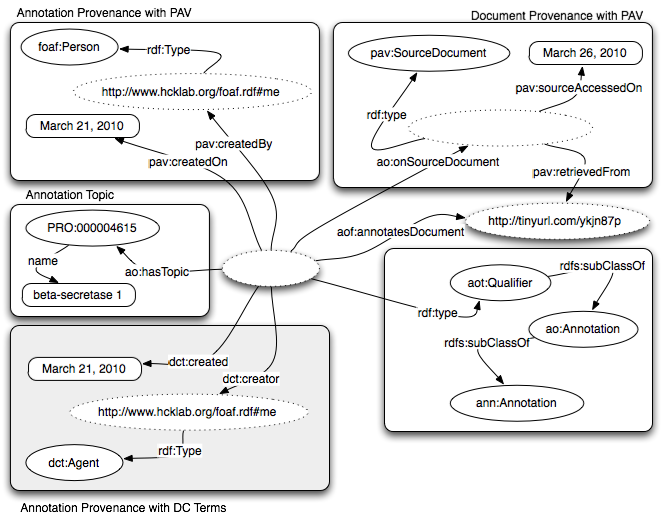 Annotation Provenance with PAV
foaf:Person
rdf:Type
http://www.hcklab.org/foaf.rdf#me
March 21, 2010
pav:createdBy
pav:createdOn
Document Provenance with PAV
pav:SourceDocument
March 26, 2010
pav:sourceAccessedOn
rdf:type
ao:onSourceDocument
pav:retrievedFrom
Annotation Topic
PRO:000004615
name
ao:hasTopic
beta-secretase 1
aof:annotatesDocument
http://tinyurl.com/ykjn87p
aot:Qualifier
rdfs:subClassOf
rdf:type
ao:Annotation
rdfs:subClassOf
ann:Annotation
March 21, 2010
dct:created
dct:creator
http://www.hcklab.org/foaf.rdf#me
rdf:Type
dct:Agent
Annotation Provenance with DC Terms